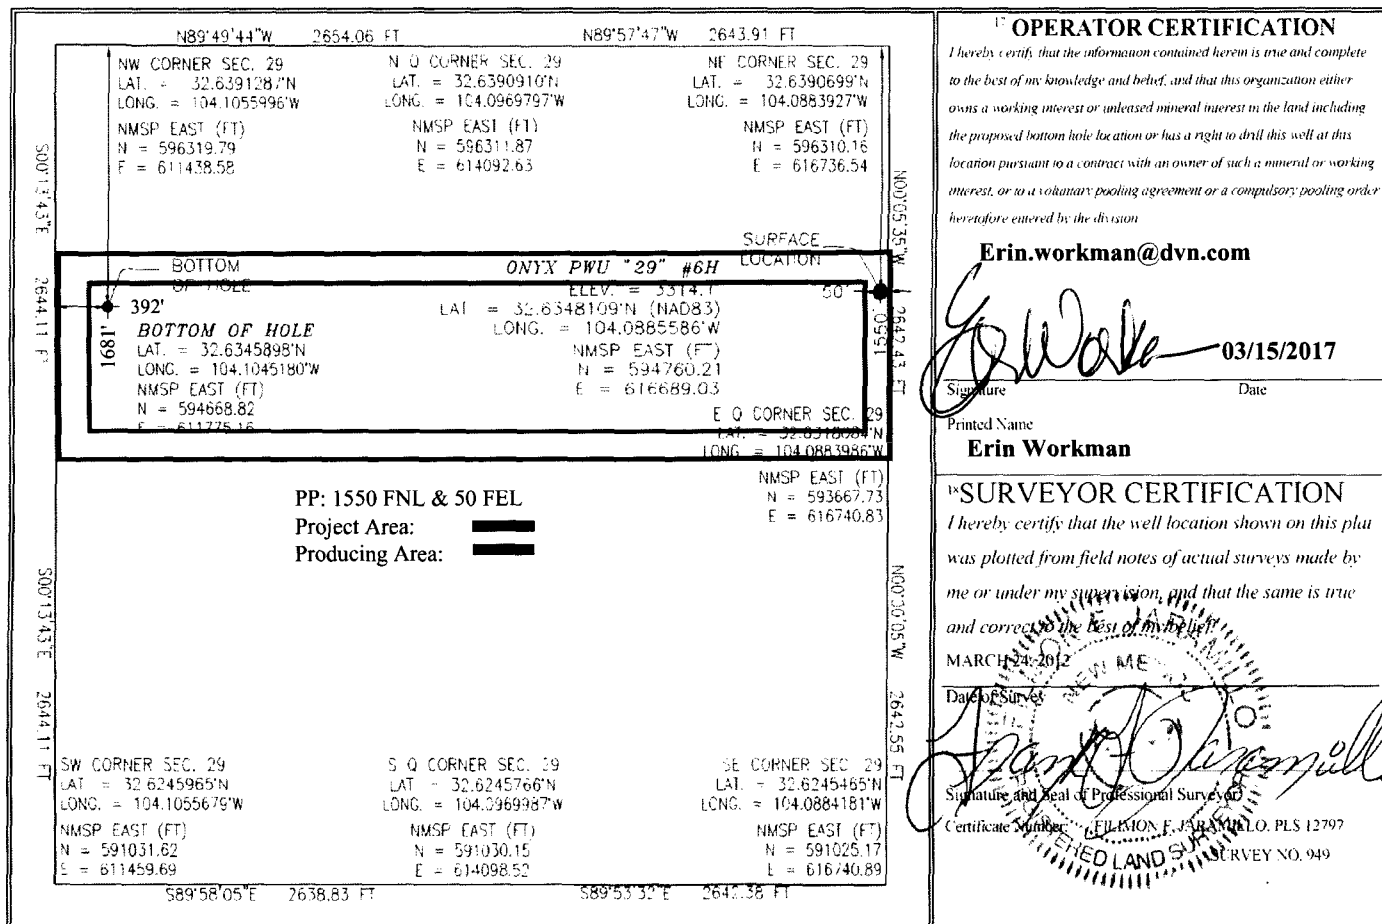 N89°49'44"W 2654.06 FT
N89°57'47"W 2643.91 FT
NW CORNER SEC. 29
LAT. = 32.6391287'N
LONG. = 104.1055996'W
NMSP EAST (FT)
N = 596319.79
E = 611438.58
N Q CORNER SEC. 29
LAT. = 32.6390910'N
LONG. = 104.0969797'W
NMSP EAST (FT)
N = 596311.87
E = 614092.63
NE CORNER SEC. 29
LAT. = 32.6390699'N
LONG. = 104.0883927'W
NMSP EAST (FT)
N = 596310.16
E = 616736.54
S00°13'43"E 2644.11 F
N00°05'35"W 2642.43 FT
SURFACE
LOCATION
50'
1551'
BOTTOM
OF HOLE
392'
1681'
BOTTOM OF HOLE
LAT. = 32.6345898'N
LONG. = 104.1045180'W
NMSP EAST (FT)
N = 594668.82
E = 611775.16
ONYX PWU "29" #6H
ELEV. = 3314.1
LAT = 32.6348109'N (NAD83)
LONG. = 104.0885586'W
NMSP EAST (FT)
N = 594760.21
E = 616689.03
E Q CORNER SEC. 29
LAT. = 32.6318084'N
LONG. = 104.0883986'W
NMSP EAST (FT)
N = 593667.73
E = 616740.83
PP: 1550 FNL & 50 FEL
Project Area:
Producing Area:
S00°13'43"E 2644.11 FT
N00°00'05"W 2642.55 FT
SW CORNER SEC. 29
LAT = 32.6245965'N
LONG. = 104.1055679'W
NMSP EAST (FT)
N = 591031.62
E = 611459.69
S Q CORNER SEC. 29
LAT = 32.6245766'N
LONG. = 104.0969987'W
NMSP EAST (FT)
N = 591030.15
E = 614098.52
SE CORNER SEC. 29
LAT. = 32.6245465'N
LONG. = 104.0884181'W
NMSP EAST (FT)
N = 591025.17
E = 616740.89
S89°58'05"E 2638.83 FT
S89°53'32"E 2642.38 FT
17 OPERATOR CERTIFICATION
I hereby certify that the information contained herein is true and complete
to the best of my knowledge and belief, and that this organization either
owns a working interest or unleased mineral interest in the land including
the proposed bottom hole location or has a right to drill this well at this
location pursuant to a contract with an owner of such a mineral or working
interest, or to a voluntary pooling agreement or a compulsory pooling order
heretofore entered by the division
Erin.workman@dvn.com
03/15/2017
Signature Date
Printed Name
Erin Workman
18 SURVEYOR CERTIFICATION
I hereby certify that the well location shown on this plat
was plotted from field notes of actual surveys made by
me or under my supervision, and that the same is true
and correct to the best of my belief.
MARCH 24, 2012
Date of Survey
Signature and Seal of Professional Surveyor
Certificate Number: FILIMON F. JARAMILLO. PLS 12797
SURVEY NO. 949